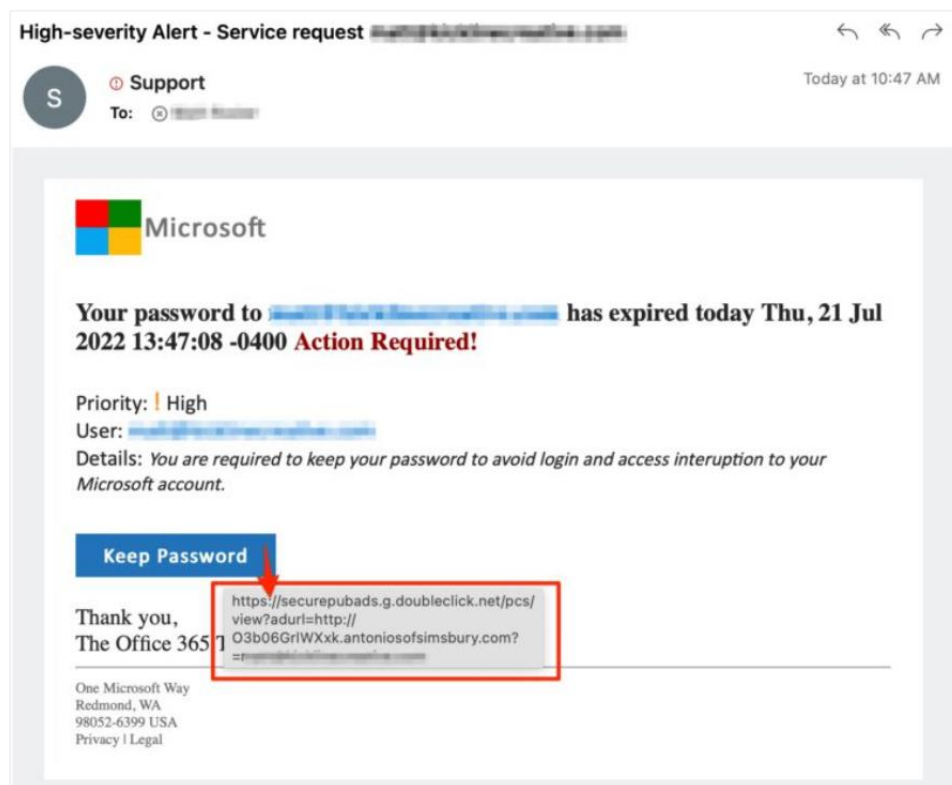 High-severity Alert - Service request
S
Support
Today at 10:47 AM
To:
Microsoft
Your password to has expired today Thu, 21 Jul
2022 13:47:08 -0400 Action Required!
Priority: ! High
User:
Details: You are required to keep your password to avoid login and access interuption to your
Microsoft account.
Keep Password
https://securepubads.g.doubleclick.net/pcs/
view?adurl=http://
O3b06GrlWXxk.antoniosofsimsbury.com?
=
Thank you,
The Office 365 T
One Microsoft Way
Redmond, WA
98052-6399 USA
Privacy | Legal